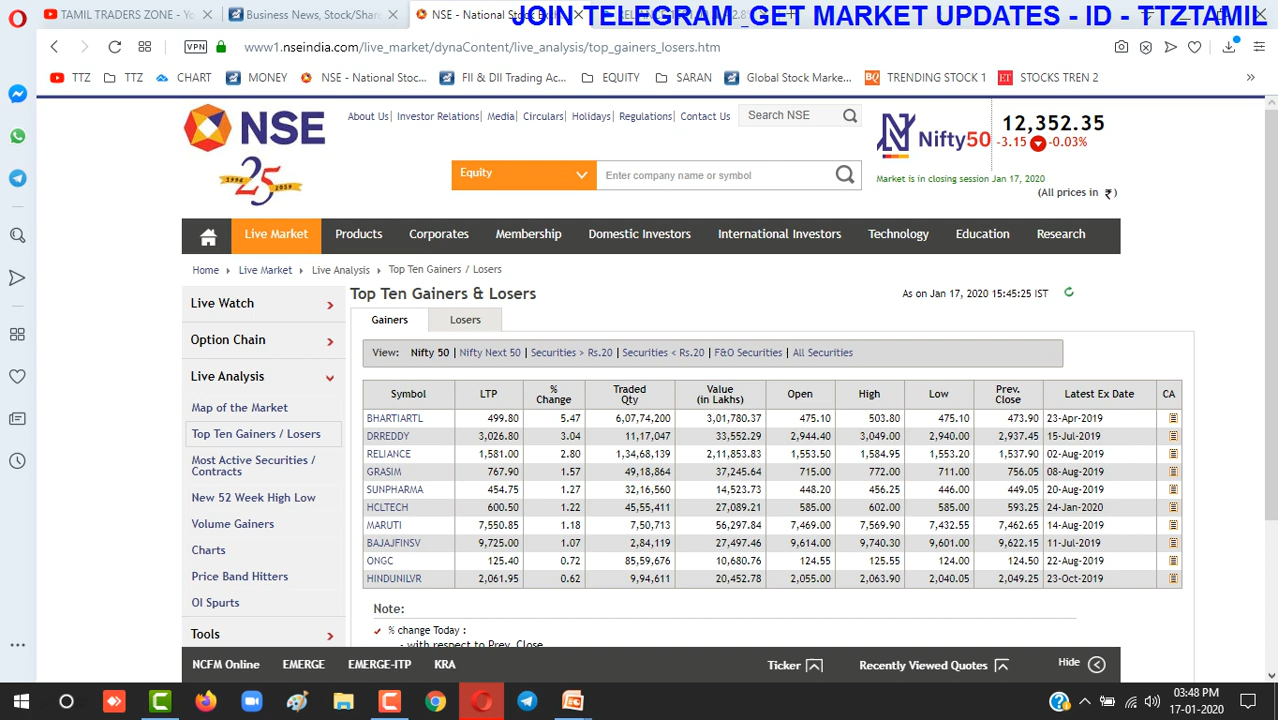 TAMIL TRADERS ZONE - Yo
Business News, Stock/Shar
NSE - National Stock Exch
JOIN TELEGRAM _GET MARKET UPDATES - ID - TTZTAMIL
VPN
www1.nseindia.com/live_market/dynaContent/live_analysis/top_gainers_losers.htm
TTZ
TTZ
CHART
MONEY
NSE - National Stoc...
FII & DII Trading Ac...
EQUITY
SARAN
Global Stock Marke...
BQ
TRENDING STOCK 1
ET
STOCKS TREN 2
NSE
1994 25 2019
About Us| Investor Relations| Media| Circulars| Holidays| Regulations| Contact Us
Search NSE
Equity
Enter company name or symbol
Nifty50
12,352.35
-3.15 -0.03%
Market is in closing session Jan 17, 2020
(All prices in ₹)
Live Market
Products
Corporates
Membership
Domestic Investors
International Investors
Technology
Education
Research
Home
Live Market
Live Analysis
Top Ten Gainers / Losers
Live Watch
Option Chain
Live Analysis
Map of the Market
Top Ten Gainers / Losers
Most Active Securities /
Contracts
New 52 Week High Low
Volume Gainers
Charts
Price Band Hitters
OI Spurts
Tools
Top Ten Gainers & Losers
As on Jan 17, 2020 15:45:25 IST
Gainers
Losers
View: Nifty 50 | Nifty Next 50 | Securities > Rs.20 | Securities < Rs.20 | F&O Securities | All Securities
Symbol LTP % Change Traded Qty Value (in Lakhs) Open High Low Prev. Close Latest Ex Date CA
BHARTIARTL 499.80 5.47 6,07,74,200 3,01,780.37 475.10 503.80 475.10 473.90 23-Apr-2019
DRREDDY 3,026.80 3.04 11,17,047 33,552.29 2,944.40 3,049.00 2,940.00 2,937.45 15-Jul-2019
RELIANCE 1,581.00 2.80 1,34,68,139 2,11,853.83 1,553.50 1,584.95 1,553.20 1,537.90 02-Aug-2019
GRASIM 767.90 1.57 49,18,864 37,245.64 715.00 772.00 711.00 756.05 08-Aug-2019
SUNPHARMA 454.75 1.27 32,16,560 14,523.73 448.20 456.25 446.00 449.05 20-Aug-2019
HCLTECH 600.50 1.22 45,55,411 27,089.21 585.00 602.00 585.00 593.25 24-Jan-2020
MARUTI 7,550.85 1.18 7,50,713 56,297.84 7,469.00 7,569.90 7,432.55 7,462.65 14-Aug-2019
BAJAJFINSV 9,725.00 1.07 2,84,119 27,497.46 9,614.00 9,740.30 9,601.00 9,622.15 11-Jul-2019
ONGC 125.40 0.72 85,59,676 10,680.76 124.55 125.55 124.00 124.50 22-Aug-2019
HINDUNILVR 2,061.95 0.62 9,94,611 20,452.78 2,055.00 2,063.90 2,040.05 2,049.25 23-Oct-2019
Note:
% change Today :
- with respect to Prev. Close
NCFM Online
EMERGE
EMERGE-ITP
KRA
Ticker
Recently Viewed Quotes
Hide
03:48 PM
17-01-2020